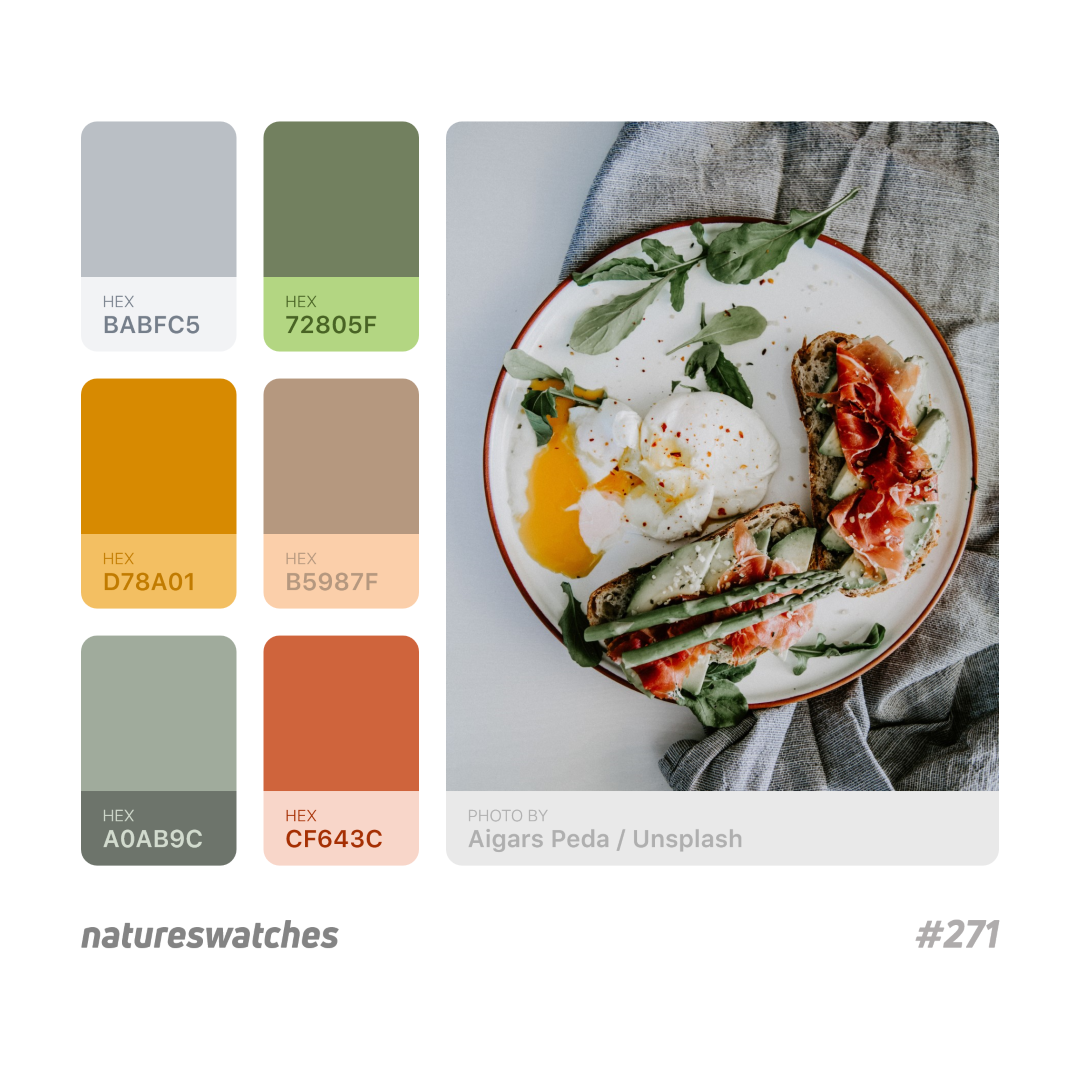 HEX
BABFC5
HEX
72805F
HEX
D78A01
HEX
B5987F
HEX
A0AB9C
HEX
CF643C
PHOTO BY
Aigars Peda / Unsplash
natureswatches
#271